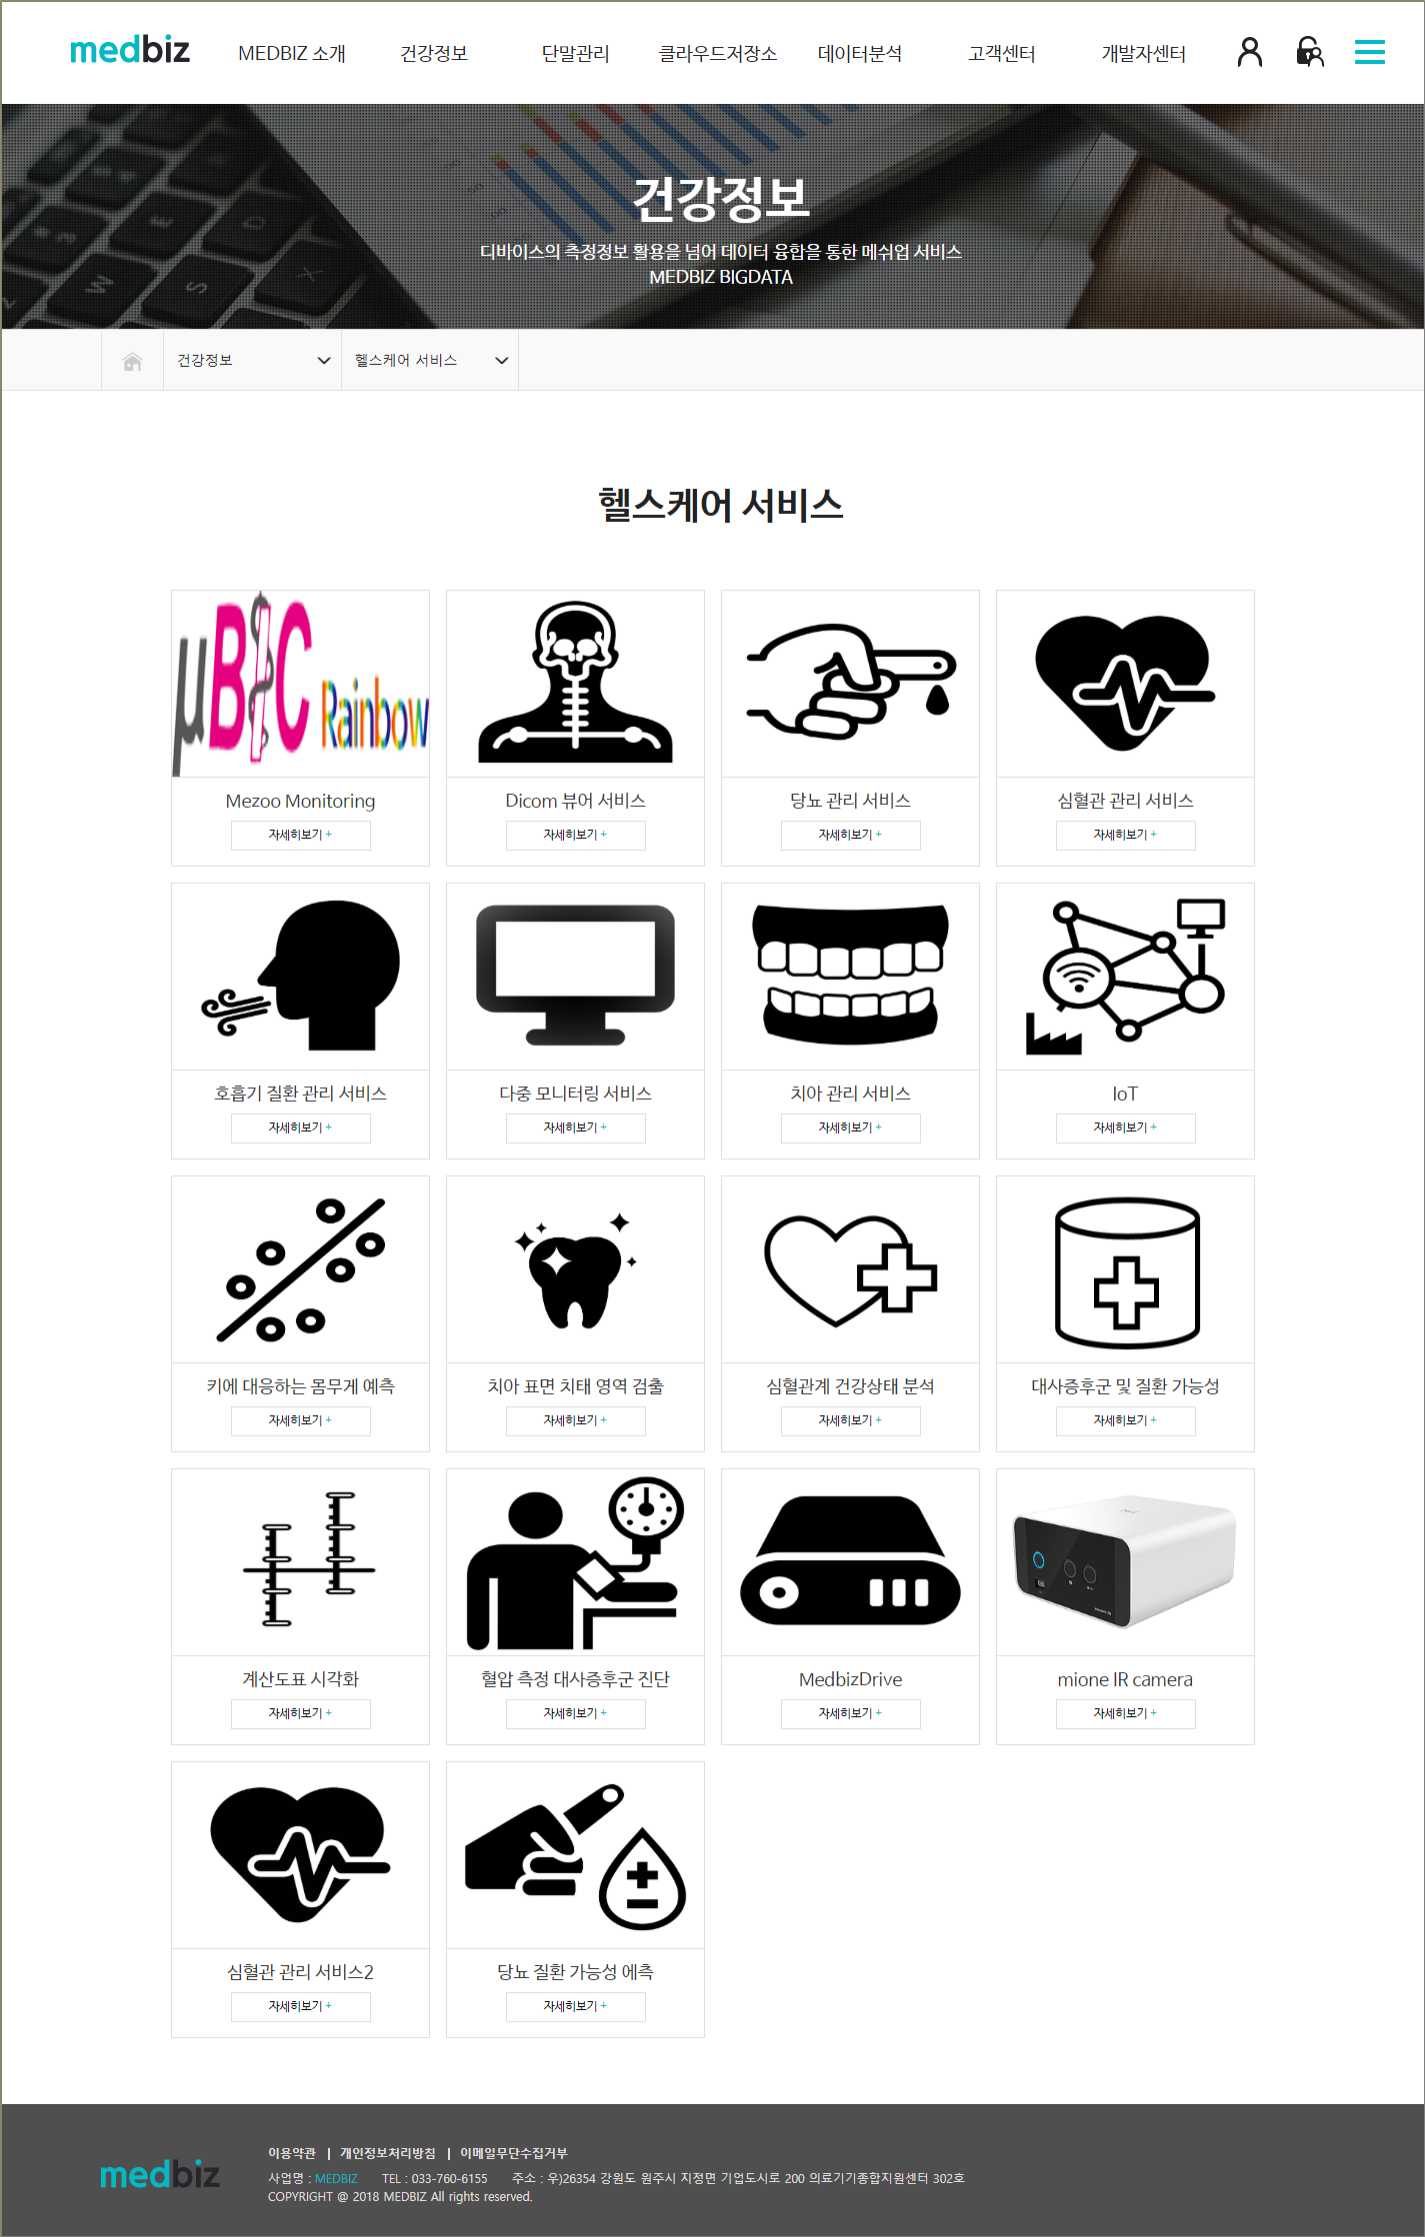 medbiz
MEDBIZ 소개
건강정보
단말관리
클라우드저장소
데이터분석
고객센터
개발자센터
건강정보
디바이스의 측정정보 활용을 넘어 데이터 융합을 통한 메쉬업 서비스
MEDBIZ BIGDATA
건강정보
헬스케어 서비스
헬스케어 서비스
μBIC Rainbow
Mezoo Monitoring
자세히보기 +
Dicom 뷰어 서비스
자세히보기 +
당뇨 관리 서비스
자세히보기 +
심혈관 관리 서비스
자세히보기 +
호흡기 질환 관리 서비스
자세히보기 +
다중 모니터링 서비스
자세히보기 +
치아 관리 서비스
자세히보기 +
IoT
자세히보기 +
키에 대응하는 몸무게 예측
자세히보기 +
치아 표면 치태 영역 검출
자세히보기 +
심혈관계 건강상태 분석
자세히보기 +
대사증후군 및 질환 가능성
자세히보기 +
계산도표 시각화
자세히보기 +
혈압 측정 대사증후군 진단
자세히보기 +
MedbizDrive
자세히보기 +
mione IR camera
자세히보기 +
심혈관 관리 서비스2
자세히보기 +
당뇨 질환 가능성 에측
자세히보기 +
medbiz
이용약관 | 개인정보처리방침 | 이메일무단수집거부
사업명 : MEDBIZ TEL : 033-760-6155 주소 : 우)26354 강원도 원주시 지정면 기업도시로 200 의료기기종합지원센터 302호
COPYRIGHT @ 2018 MEDBIZ All rights reserved.